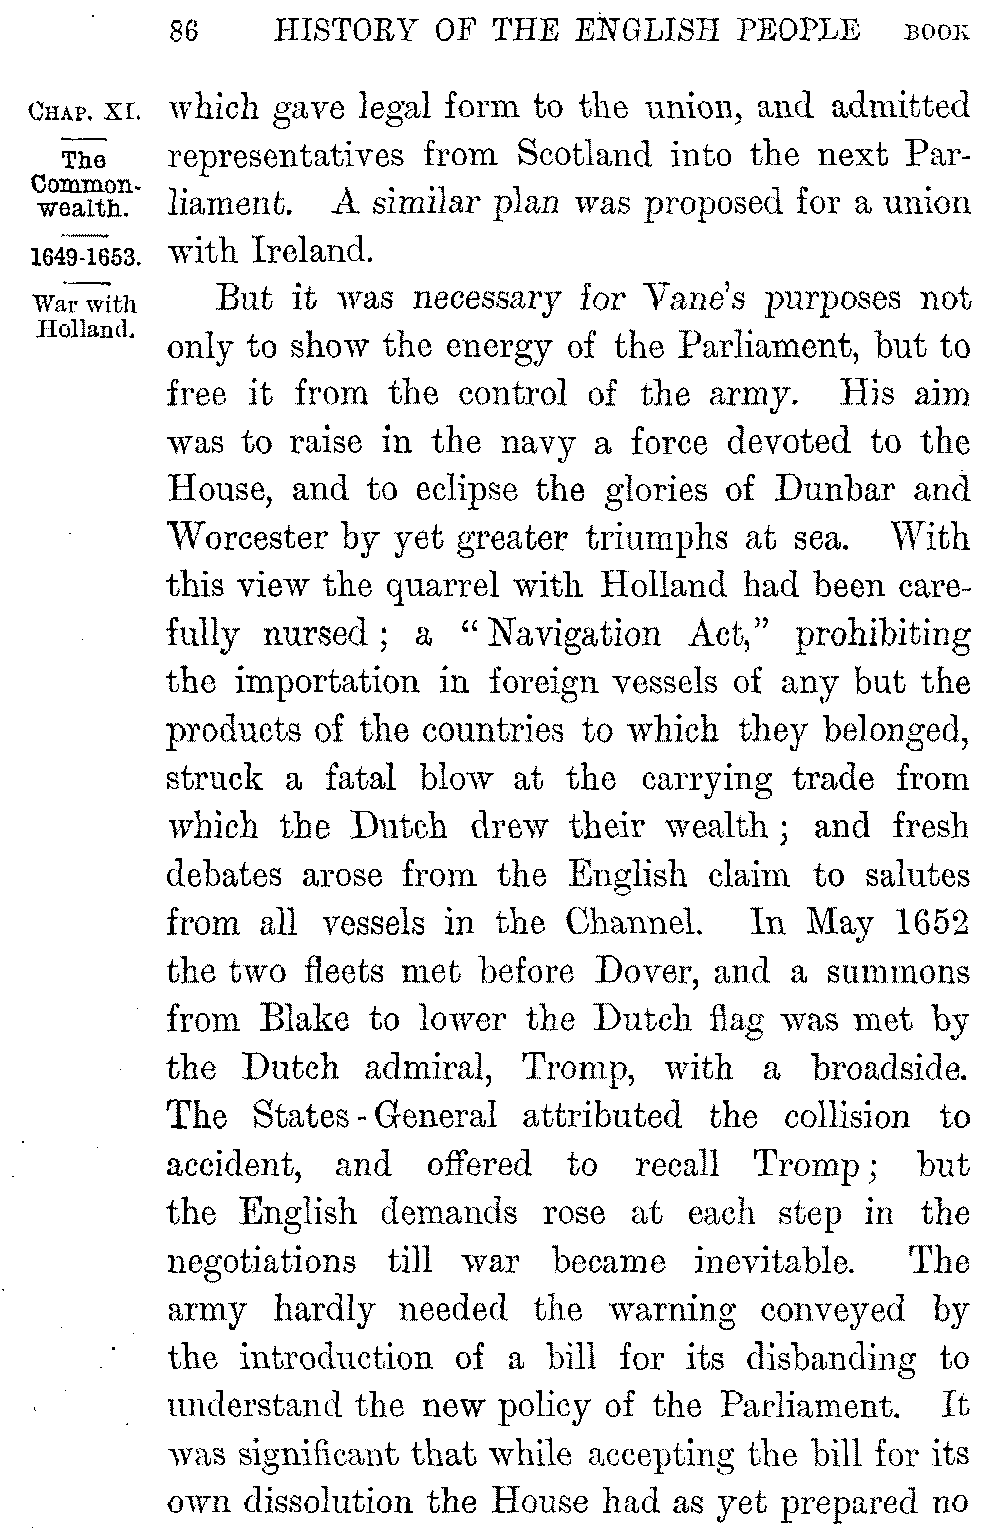 86 HISTORY OF THE ENGLISH PEOPLE BOOK
CHAP. XI.
The
Common-
wealth.
1649-1653.
War with
Holland.
which gave legal form to the union, and admitted
representatives from Scotland into the next Par-
liament. A similar plan was proposed for a union
with Ireland.
But it was necessary for Vane's purposes not
only to show the energy of the Parliament, but to
free it from the control of the army. His aim
was to raise in the navy a force devoted to the
House, and to eclipse the glories of Dunbar and
Worcester by yet greater triumphs at sea. With
this view the quarrel with Holland had been care-
fully nursed; a "Navigation Act," prohibiting
the importation in foreign vessels of any but the
products of the countries to which they belonged,
struck a fatal blow at the carrying trade from
which the Dutch drew their wealth; and fresh
debates arose from the English claim to salutes
from all vessels in the Channel. In May 1652
the two fleets met before Dover, and a summons
from Blake to lower the Dutch flag was met by
the Dutch admiral, Tromp, with a broadside.
The States-General attributed the collision to
accident, and offered to recall Tromp; but
the English demands rose at each step in the
negotiations till war became inevitable. The
army hardly needed the warning conveyed by
the introduction of a bill for its disbanding to
understand the new policy of the Parliament. It
was significant that while accepting the bill for its
own dissolution the House had as yet prepared no